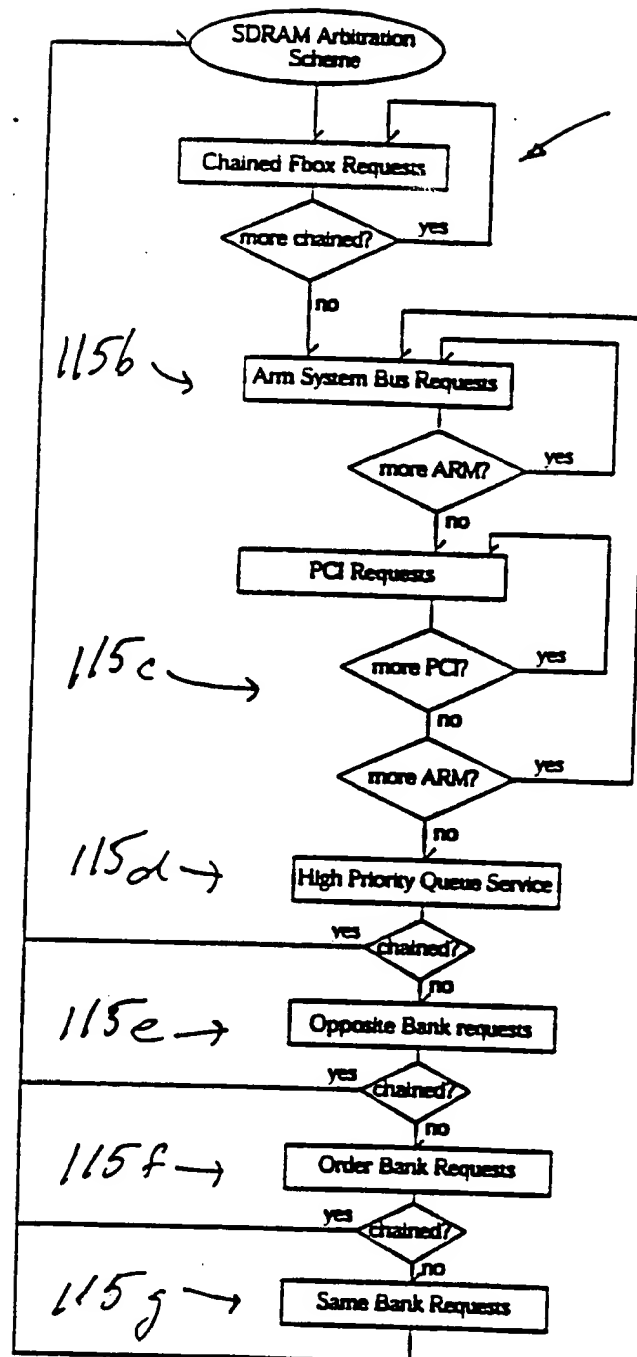 SDRAM Arbitration
Scheme
Chained Fbox Requests
more chained?
yes
no
115b
Arm System Bus Requests
more ARM?
yes
no
PCI Requests
115c
more PCI?
yes
no
more ARM?
yes
no
115d
High Priority Queue Service
yes
chained?
no
115e
Opposite Bank requests
yes
chained?
no
115f
Order Bank Requests
yes
chained?
no
115g
Same Bank Requests